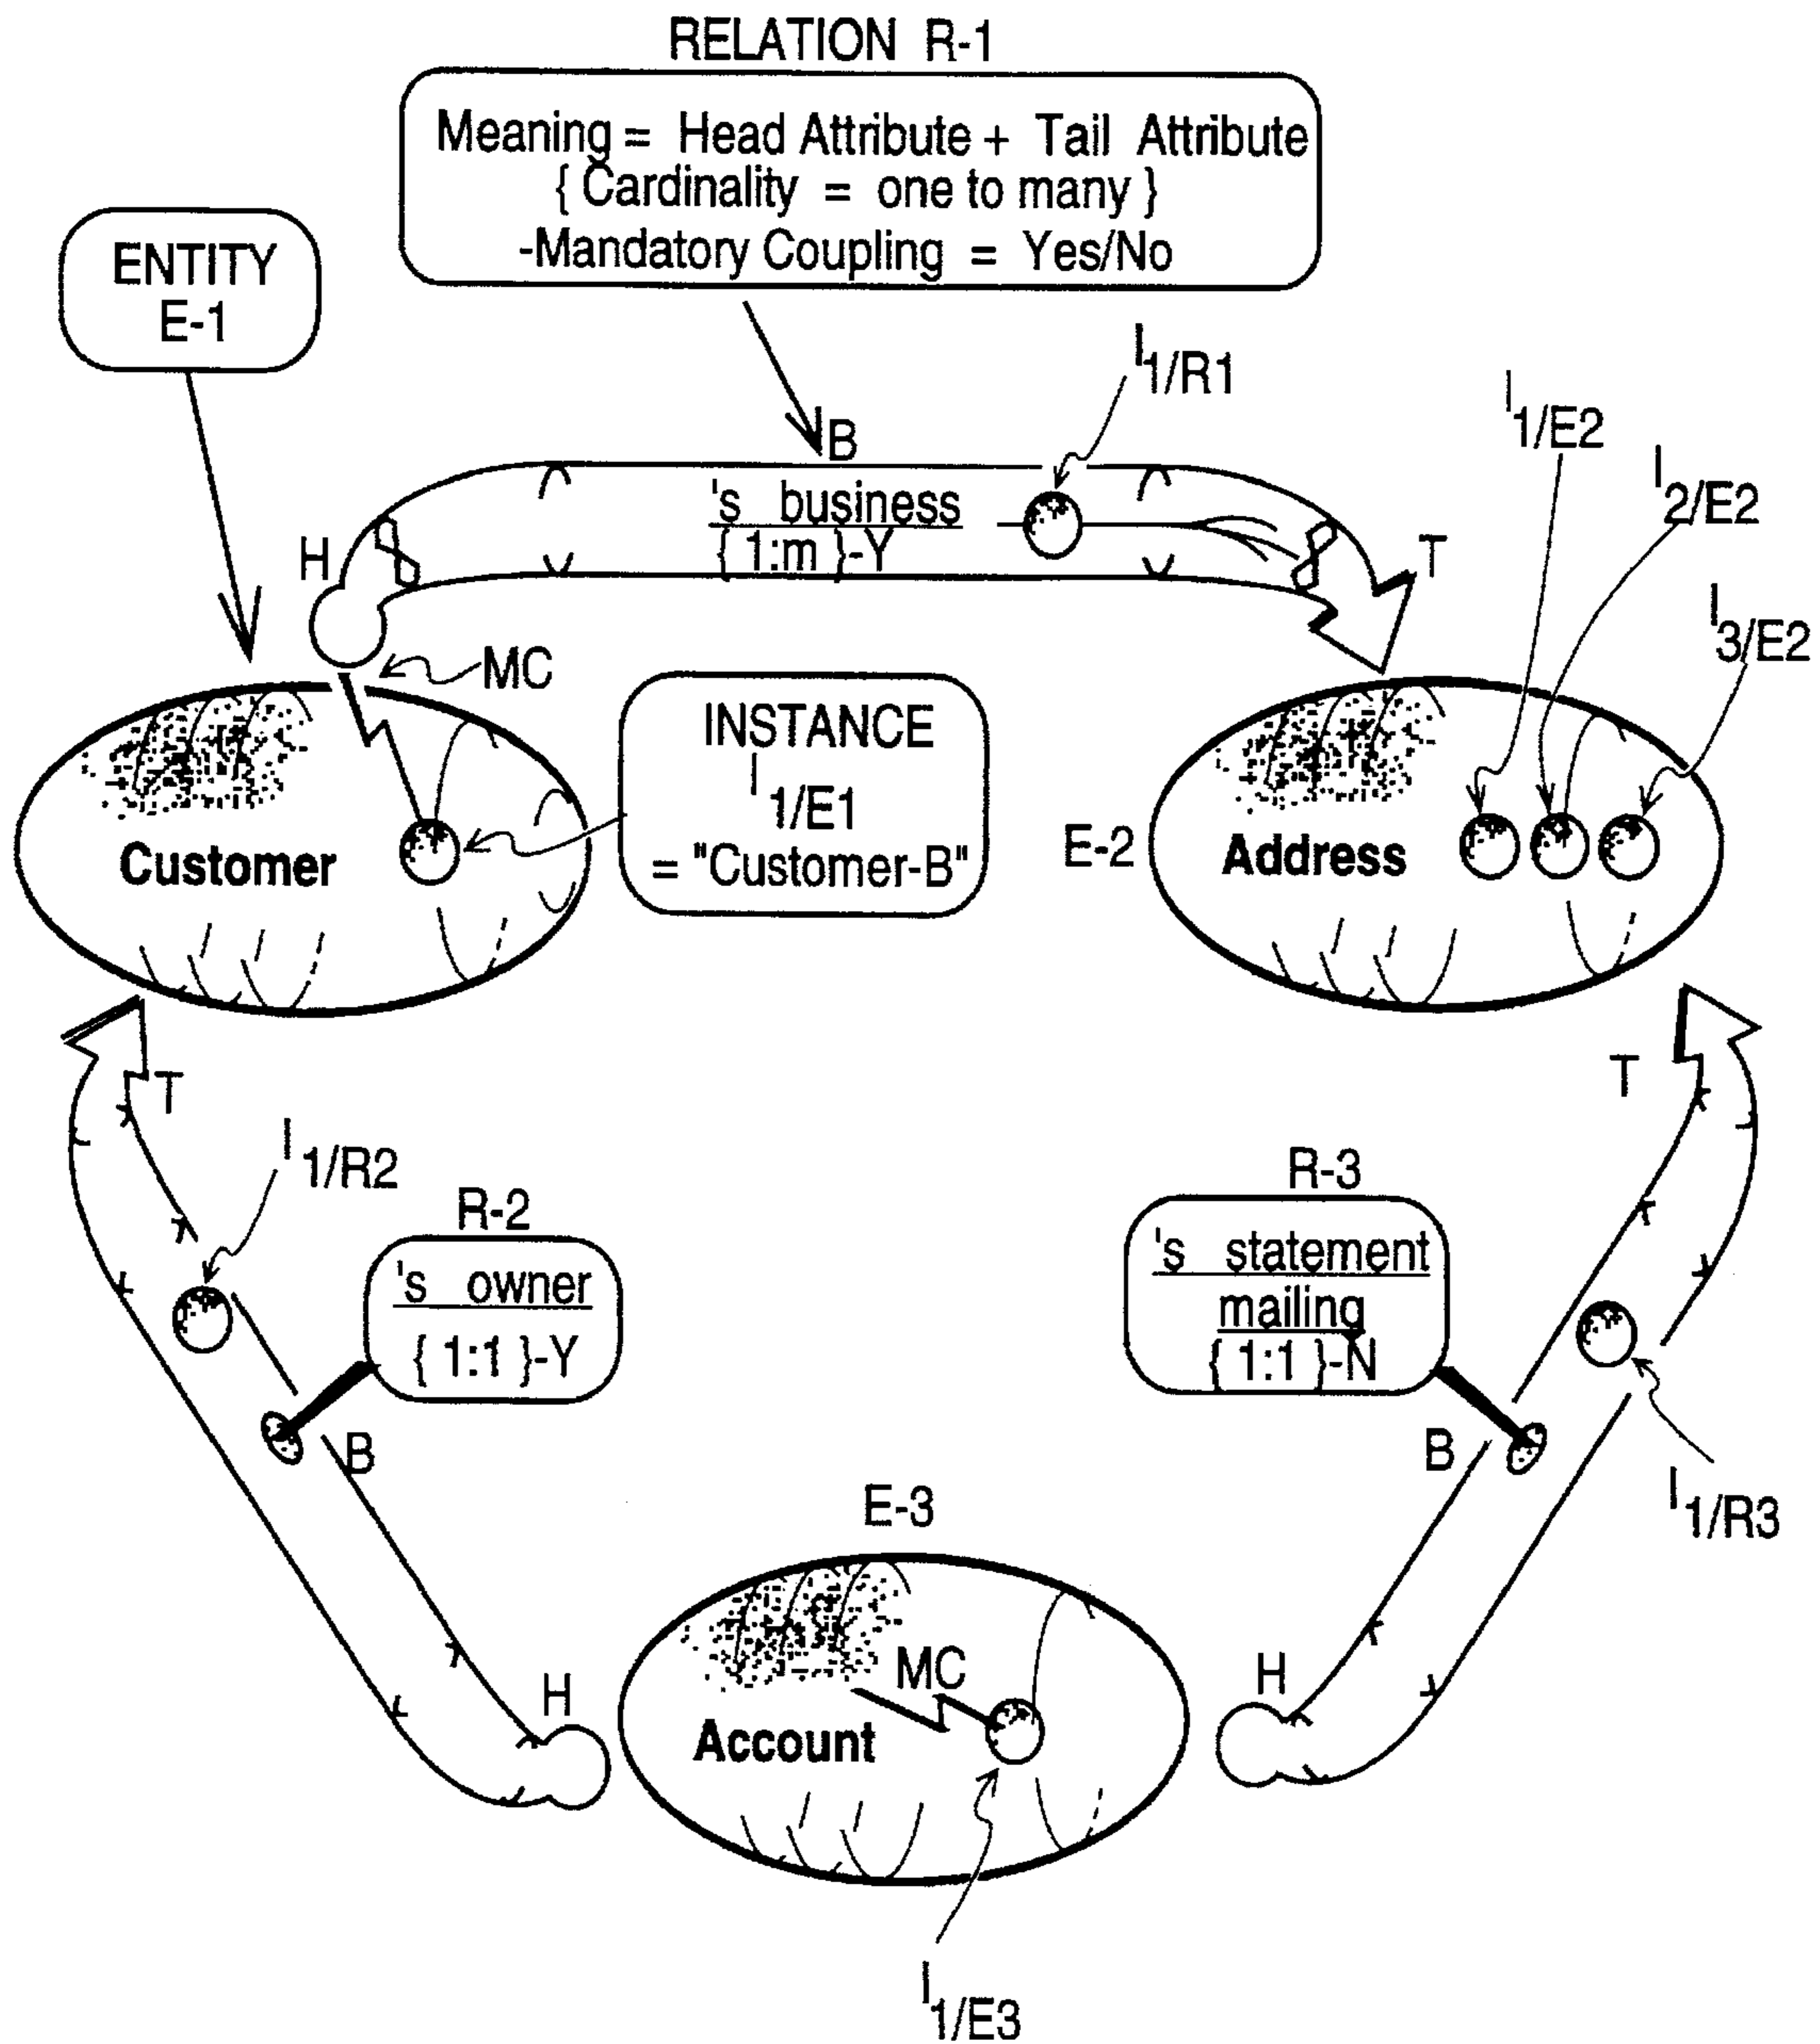 RELATION R-1
Meaning = Head Attribute + Tail Attribute
{ Cardinality = one to many }
-Mandatory Coupling = Yes/No
ENTITY
E-1
I1/R1
I1/E2
I2/E2
I3/E2
B
's business
{ 1:m }-Y
H
T
MC
INSTANCE
I1/E1
= "Customer-B"
Customer
E-2
Address
T
T
I1/R2
R-2
's owner
{ 1:1 }-Y
R-3
's statement
mailing
{ 1:1 }-N
B
B
I1/R3
E-3
H
MC
H
Account
I1/E3